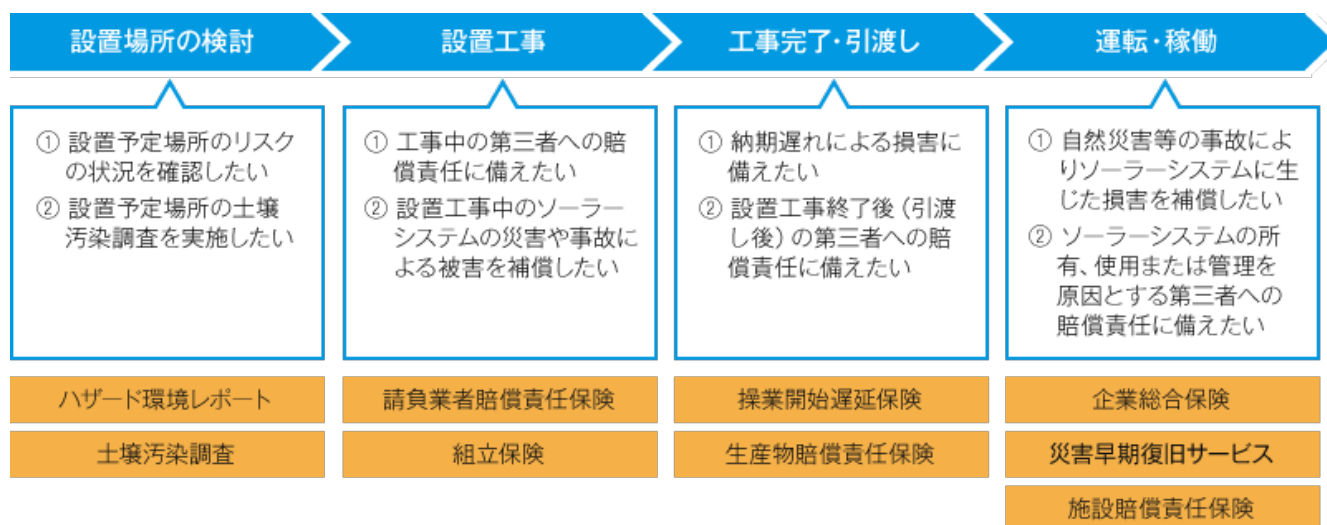 設置場所の検討
設置工事
工事完了・引渡し
運転・稼働
① 設置予定場所のリスク
の状況を確認したい
② 設置予定場所の土壌
汚染調査を実施したい
① 工事中の第三者への賠
償責任に備えたい
② 設置工事中のソーラー
システムの災害や事故に
よる被害を補償したい
① 納期遅れによる損害に
備えたい
② 設置工事終了後（引渡
し後）の第三者への賠
償責任に備えたい
① 自然災害等の事故によ
りソーラーシステムに生
じた損害を補償したい
② ソーラーシステムの所
有、使用または管理を
原因とする第三者への
賠償責任に備えたい
ハザード環境レポート
土壌汚染調査
請負業者賠償責任保険
組立保険
操業開始遅延保険
生産物賠償責任保険
企業総合保険
災害早期復旧サービス
施設賠償責任保険